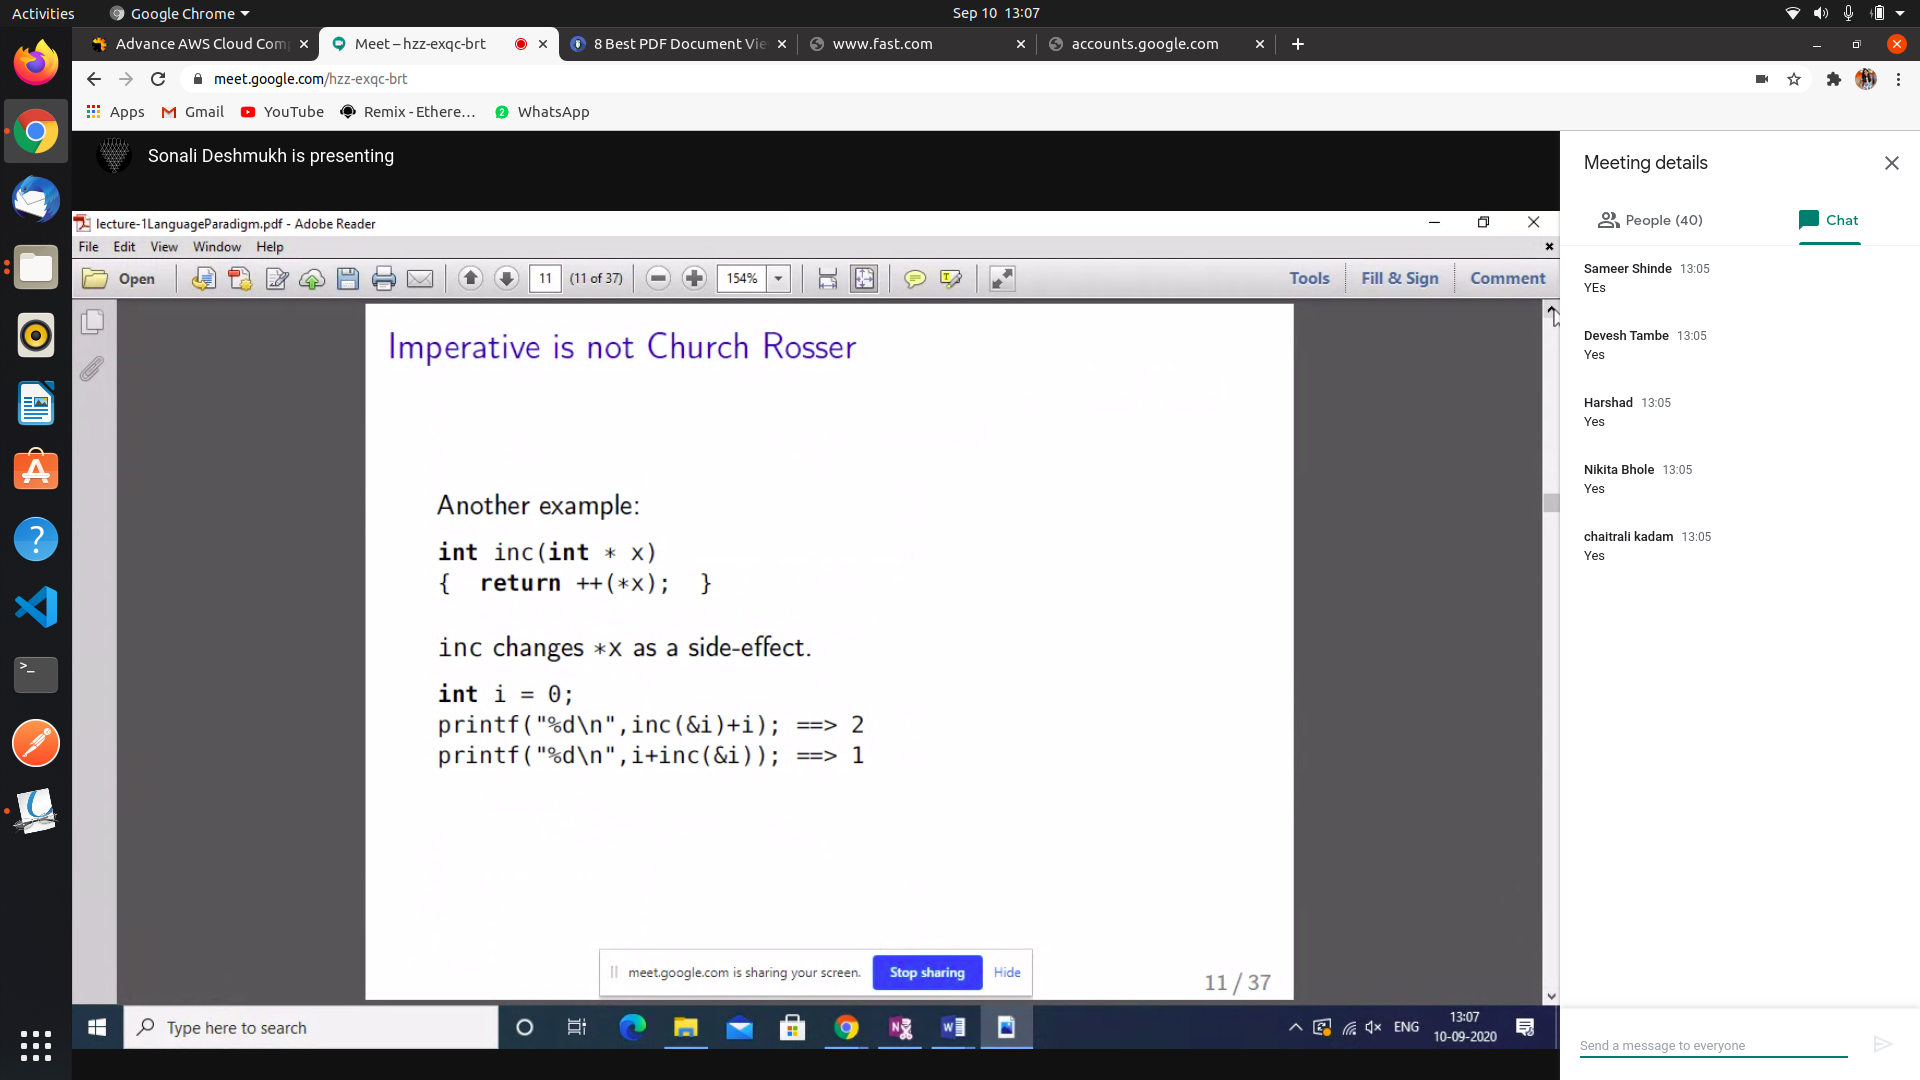 Activities
Google Chrome
Sep 10 13:07
Advance AWS Cloud Com
Meet – hzz-exqc-brt
8 Best PDF Document Vie
www.fast.com
accounts.google.com
meet.google.com/hzz-exqc-brt
Apps
Gmail
YouTube
Remix - Ethere…
WhatsApp
Sonali Deshmukh is presenting
lecture-1LanguageParadigm.pdf - Adobe Reader
File Edit View Window Help
Open
11
(11 of 37)
154%
Tools
Fill & Sign
Comment
Imperative is not Church Rosser
Another example:
int inc(int * x)
{ return ++(*x); }
inc changes *x as a side-effect.
int i = 0;
printf("%d\n",inc(&i)+i); ==> 2
printf("%d\n",i+inc(&i)); ==> 1
meet.google.com is sharing your screen.
Stop sharing
Hide
11 / 37
Type here to search
ENG
13:07
10-09-2020
Meeting details
People (40)
Chat
Sameer Shinde 13:05
YEs
Devesh Tambe 13:05
Yes
Harshad 13:05
Yes
Nikita Bhole 13:05
Yes
chaitrali kadam 13:05
Yes
Send a message to everyone